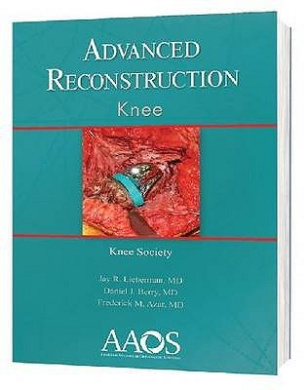 ADVANCED
RECONSTRUCTION
Knee
Knee Society
Jay R. Lieberman, MD
Daniel J. Berry, MD
Frederick M. Azar, MD
AAOS